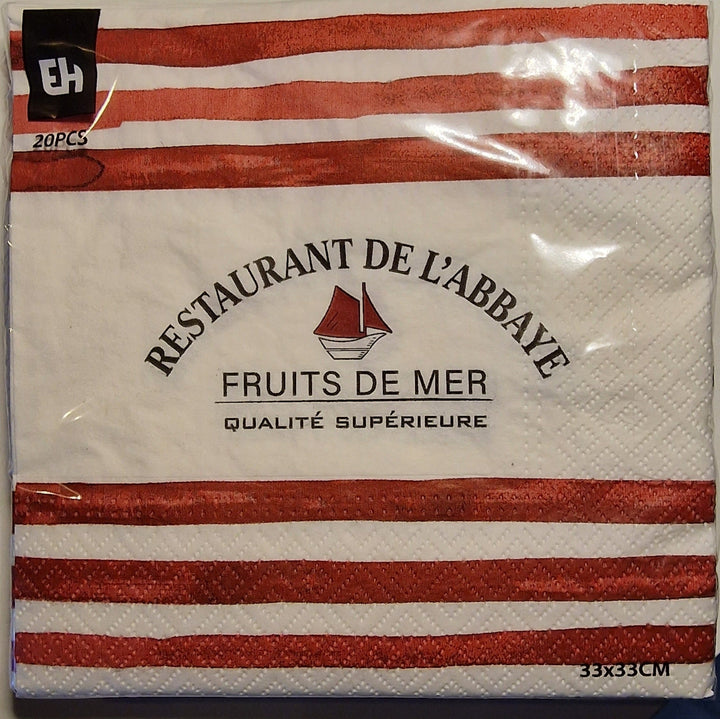 EH
20PCS
RESTAURANT DE L'ABBAYE
FRUITS DE MER
QUALITÉ SUPÉRIEURE
33x33CM